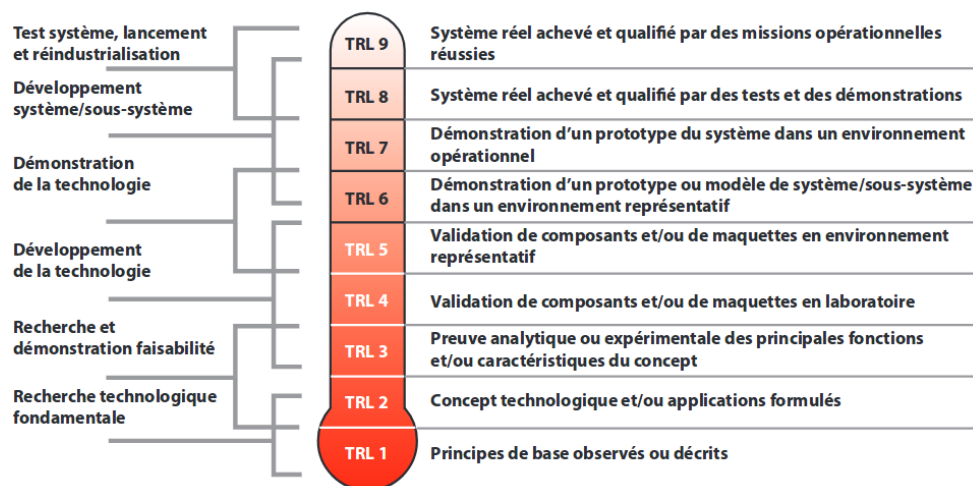 Test système, lancement
et réindustrialisation
Développement
système/sous-système
Démonstration
de la technologie
Développement
de la technologie
Recherche et
démonstration faisabilité
Recherche technologique
fondamentale
TRL 9
Système réel achevé et qualifié par des missions opérationnelles
réussies
TRL 8
Système réel achevé et qualifié par des tests et des démonstrations
TRL 7
Démonstration d'un prototype du système dans un environnement
opérationnel
TRL 6
Démonstration d'un prototype ou modèle de système/sous-système
dans un environnement représentatif
TRL 5
Validation de composants et/ou de maquettes en environnement
représentatif
TRL 4
Validation de composants et/ou de maquettes en laboratoire
TRL 3
Preuve analytique ou expérimentale des principales fonctions
et/ou caractéristiques du concept
TRL 2
Concept technologique et/ou applications formulés
TRL 1
Principes de base observés ou décrits